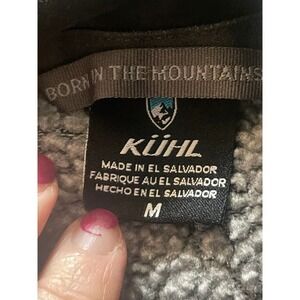 BORN IN THE MOUNTAINS
KÜHL
MADE IN EL SALVADOR
FABRIQUE AU EL SALVADOR
HECHO EN EL SALVADOR
M